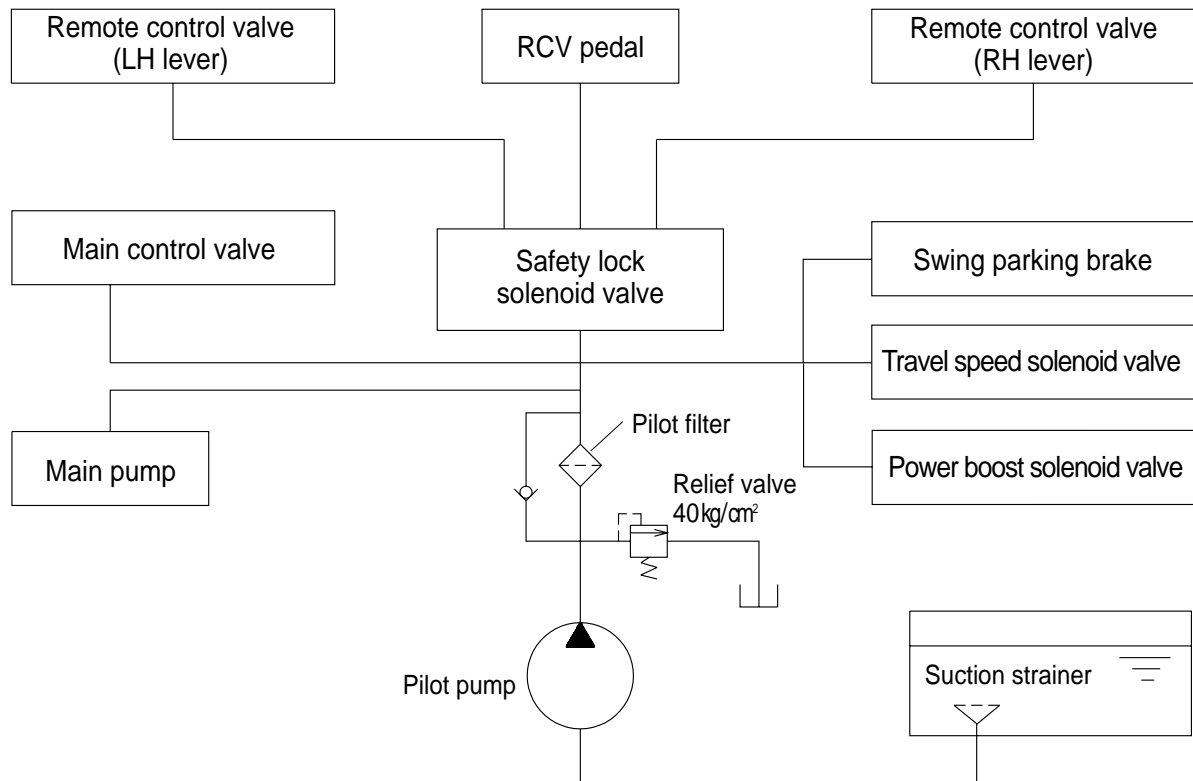 Remote control valve
(LH lever)
RCV pedal
Remote control valve
(RH lever)
Main control valve
Safety lock
solenoid valve
Swing parking brake
Travel speed solenoid valve
Power boost solenoid valve
Main pump
Pilot filter
Relief valve
40kg/cm²
Pilot pump
Suction strainer